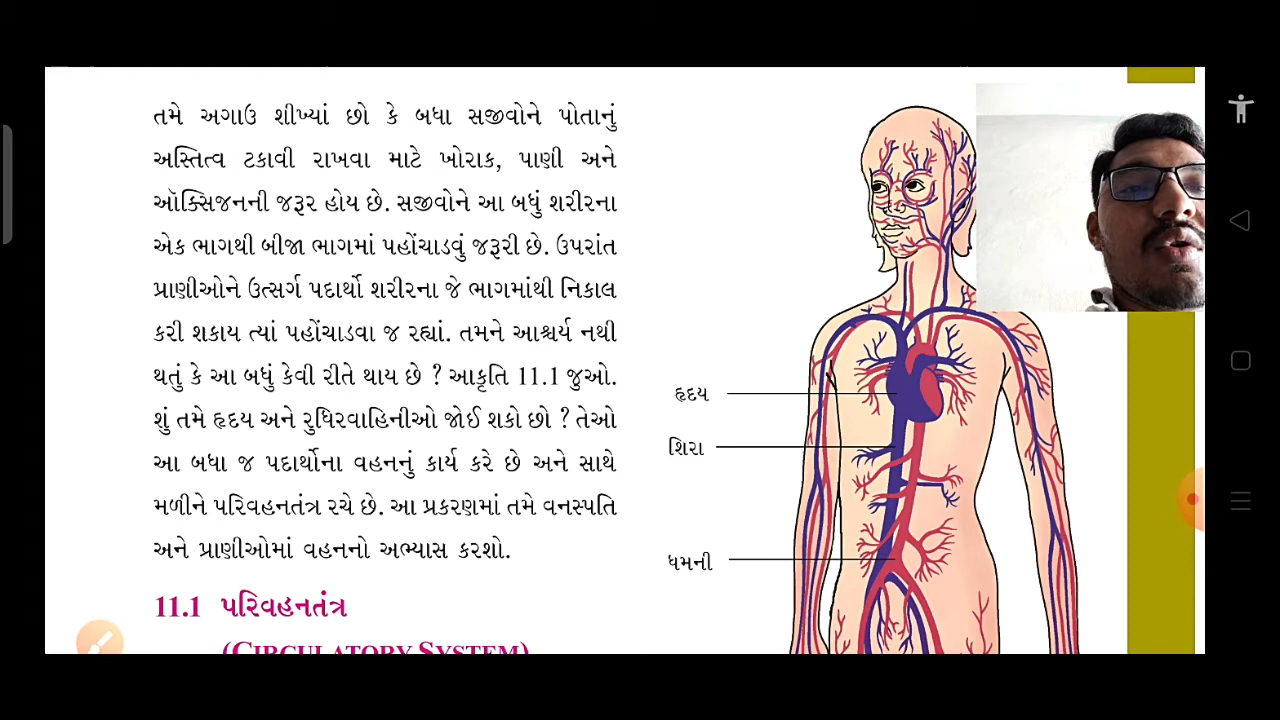 તમે અગાઉ શીખ્યાં છો કે બધા સજીવોને પોતાનું
અસ્તિત્વ ટકાવી રાખવા માટે ખોરાક, પાણી અને
ઑક્સિજનની જરૂર હોય છે. સજીવોને આ બધું શરીરના
એક ભાગથી બીજા ભાગમાં પહોંચાડવું જરૂરી છે. ઉપરાંત
પ્રાણીઓને ઉત્સર્ગ પદાર્થો શરીરના જે ભાગમાંથી નિકાલ
કરી શકાય ત્યાં પહોંચાડવા જ રહ્યાં. તમને આશ્ચર્ય નથી
થતું કે આ બધું કેવી રીતે થાય છે ? આકૃતિ 11.1 જુઓ.
શું તમે હૃદય અને રુધિરવાહિનીઓ જોઈ શકો છો ? તેઓ
આ બધા જ પદાર્થોના વહનનું કાર્ય કરે છે અને સાથે
મળીને પરિવહનતંત્ર રચે છે. આ પ્રકરણમાં તમે વનસ્પતિ
અને પ્રાણીઓમાં વહનનો અભ્યાસ કરશો.
11.1 પરિવહનતંત્ર
(CIRCULATORY SYSTEM)
હૃદય
શિરા
ધમની